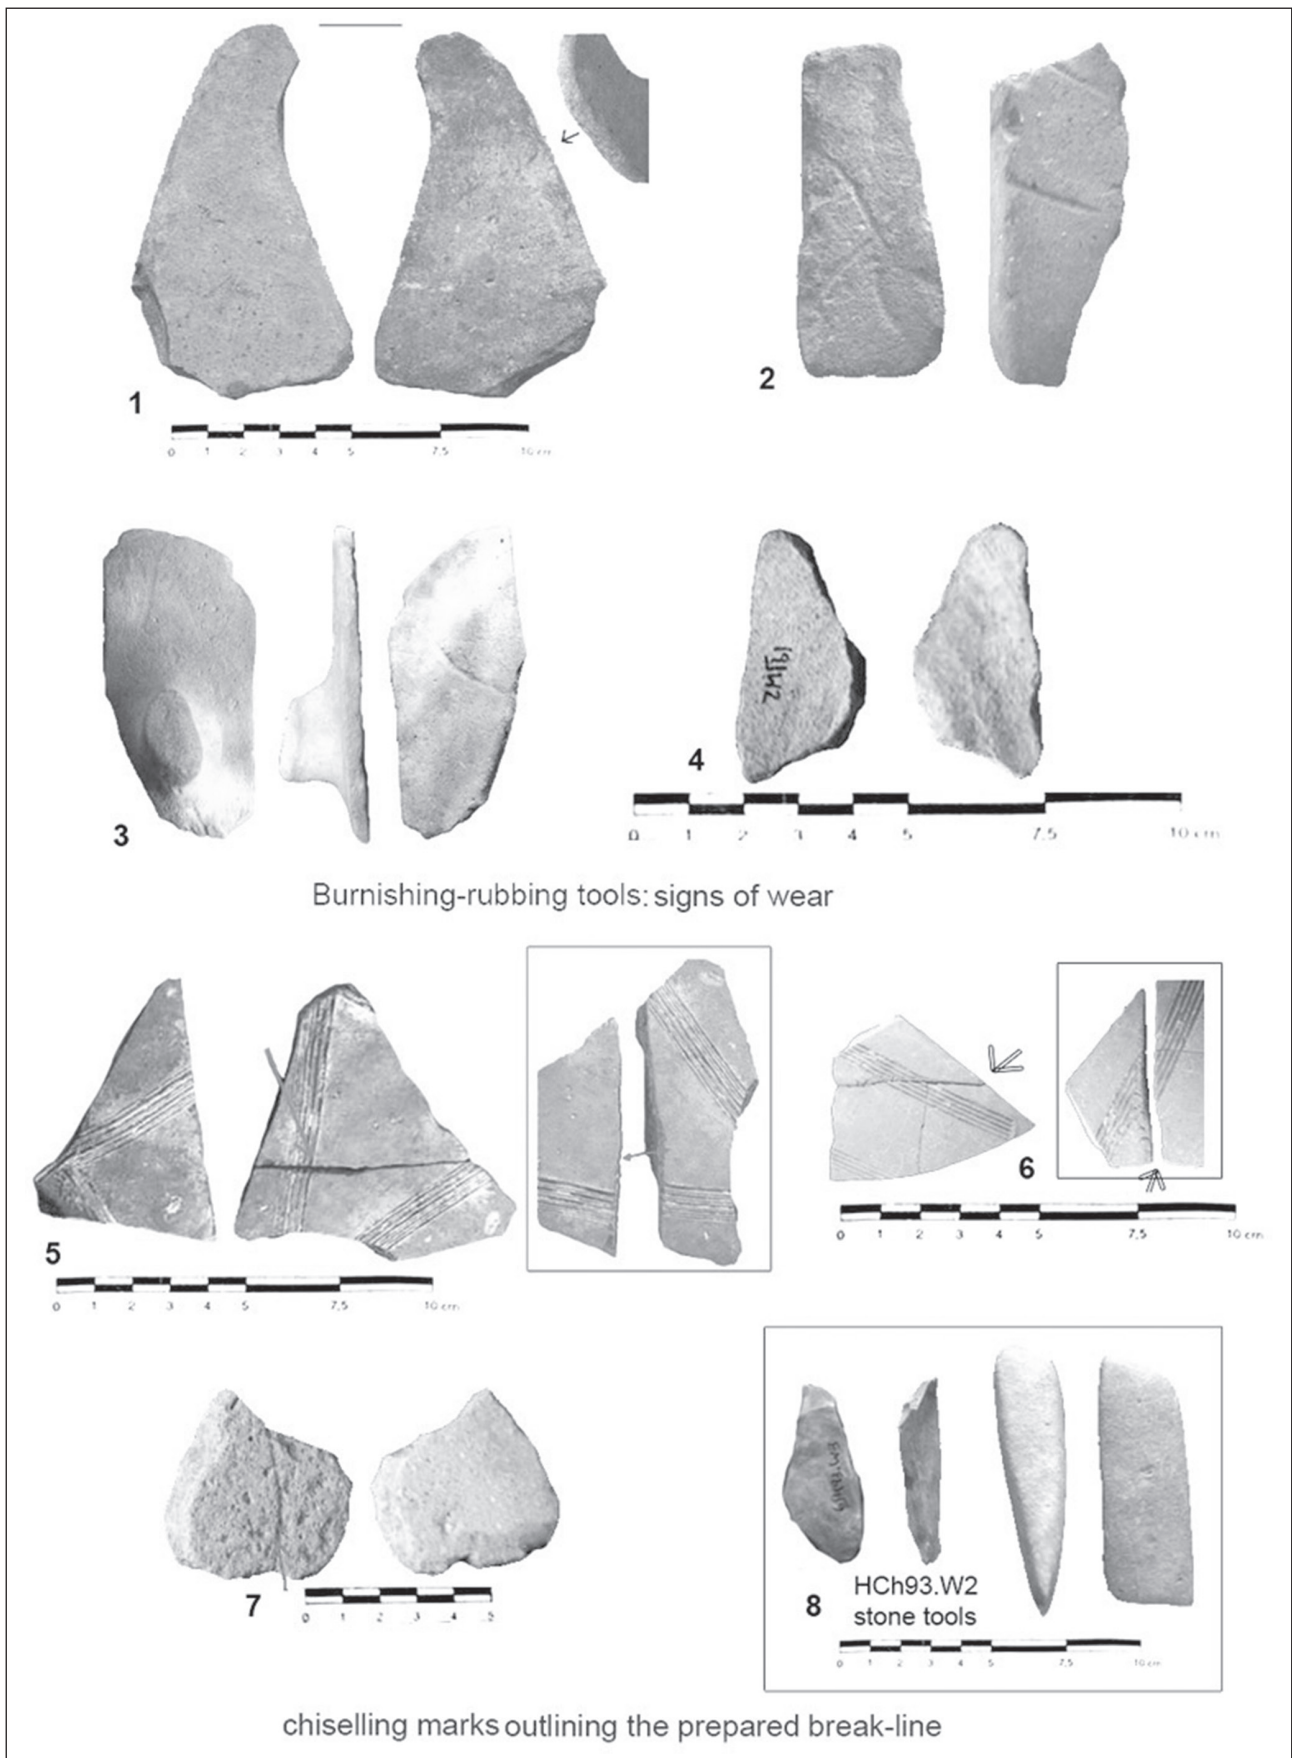 1
0 1 2 3 4 5 7,5 10 cm
2
3
4
0 1 2 3 4 5 7,5 10 cm
Burnishing-rubbing tools: signs of wear
5
0 1 2 3 4 5 7,5 10 cm
6
0 1 2 3 4 5 7,5 10 cm
7
0 1 2 3 4 5
8
HCh93.W2
stone tools
0 1 2 3 4 5 7,5 10 cm
chiselling marks outlining the prepared break-line